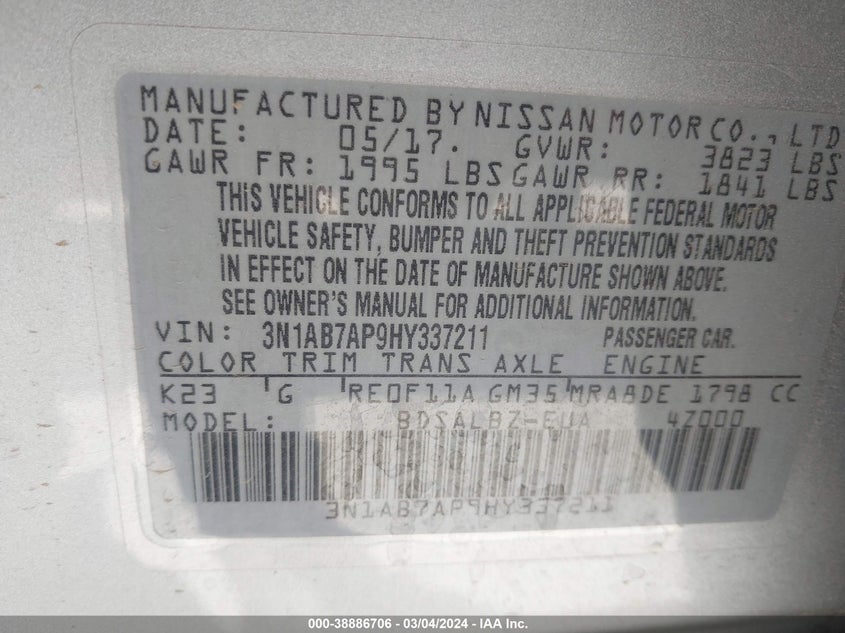 MANUFACTURED BY NISSAN MOTOR CO., LTD
DATE: 05/17. GVWR: 3823 LBS
GAWR FR: 1995 LBS GAWR RR: 1841 LBS
THIS VEHICLE CONFORMS TO ALL APPLICABLE FEDERAL MOTOR
VEHICLE SAFETY, BUMPER AND THEFT PREVENTION STANDARDS
IN EFFECT ON THE DATE OF MANUFACTURE SHOWN ABOVE.
SEE OWNER'S MANUAL FOR ADDITIONAL INFORMATION.
VIN: 3N1AB7AP9HY337211 PASSENGER CAR.
COLOR TRIM TRANS AXLE ENGINE
K23 G RE0F11A GM35 MRA8DE 1798 CC
MODEL: BDSALBZ-EUA 4Z000
3N1AB7AP9HY337211
000-38886706 - 03/04/2024 - IAA Inc.